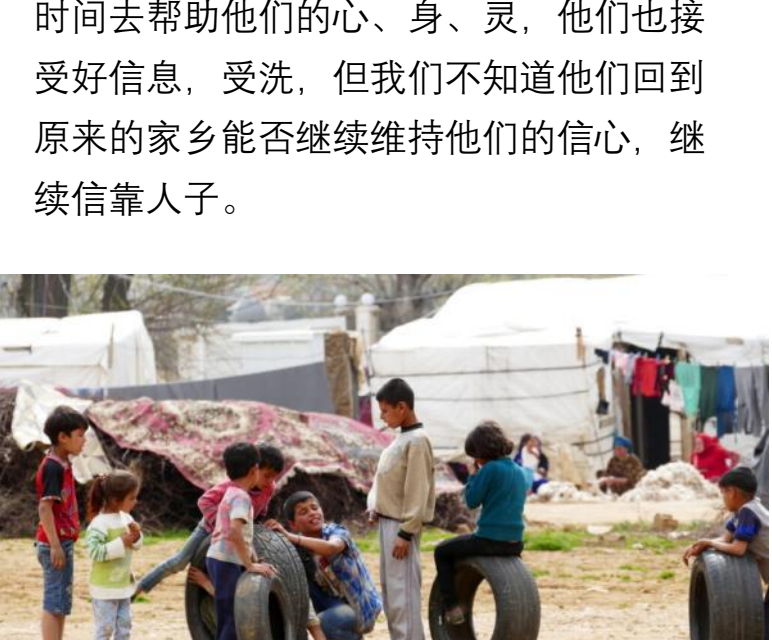 时间去帮助他们的心、身、灵，他们也接
受好信息，受洗，但我们不知道他们回到
原来的家乡能否继续维持他们的信心，继
续信靠人子。